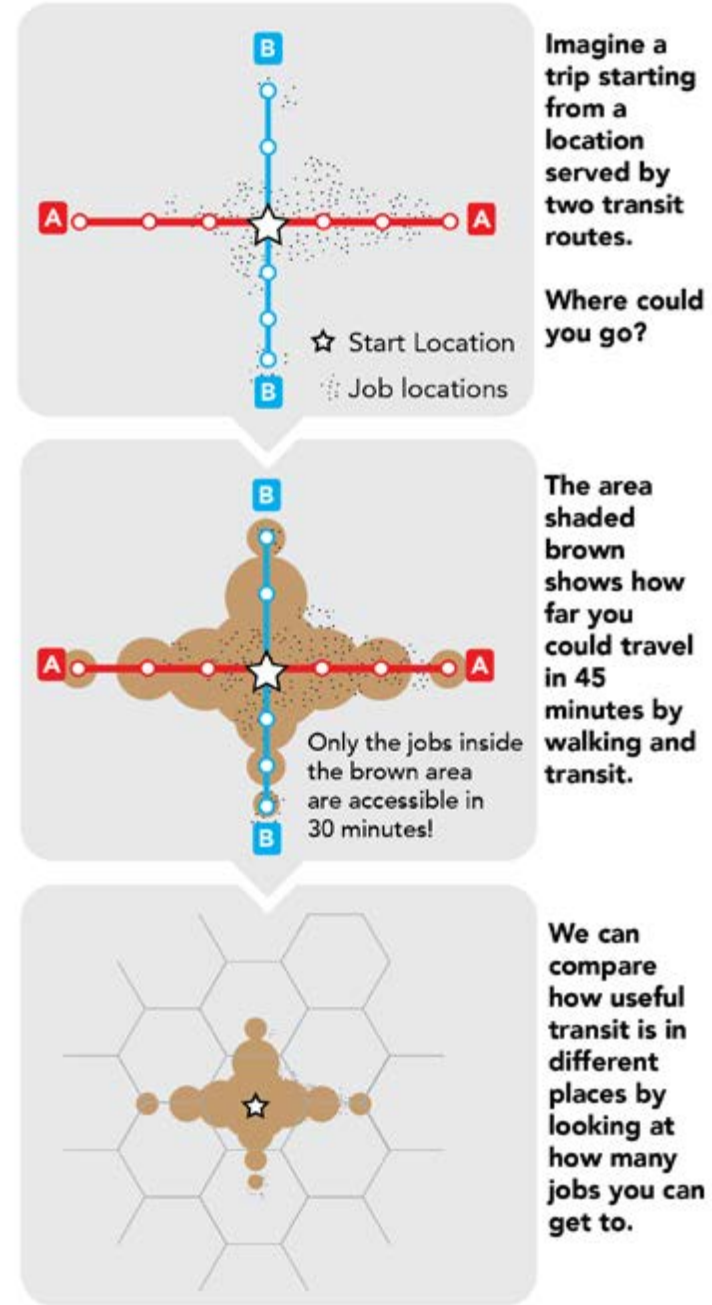 B
A
A
B
Start Location
Job locations
Imagine a
trip starting
from a
location
served by
two transit
routes.
Where could
you go?
B
A
A
B
Only the jobs inside
the brown area
are accessible in
30 minutes!
The area
shaded
brown
shows how
far you
could travel
in 45
minutes by
walking and
transit.
We can
compare
how useful
transit is in
different
places by
looking at
how many
jobs you can
get to.